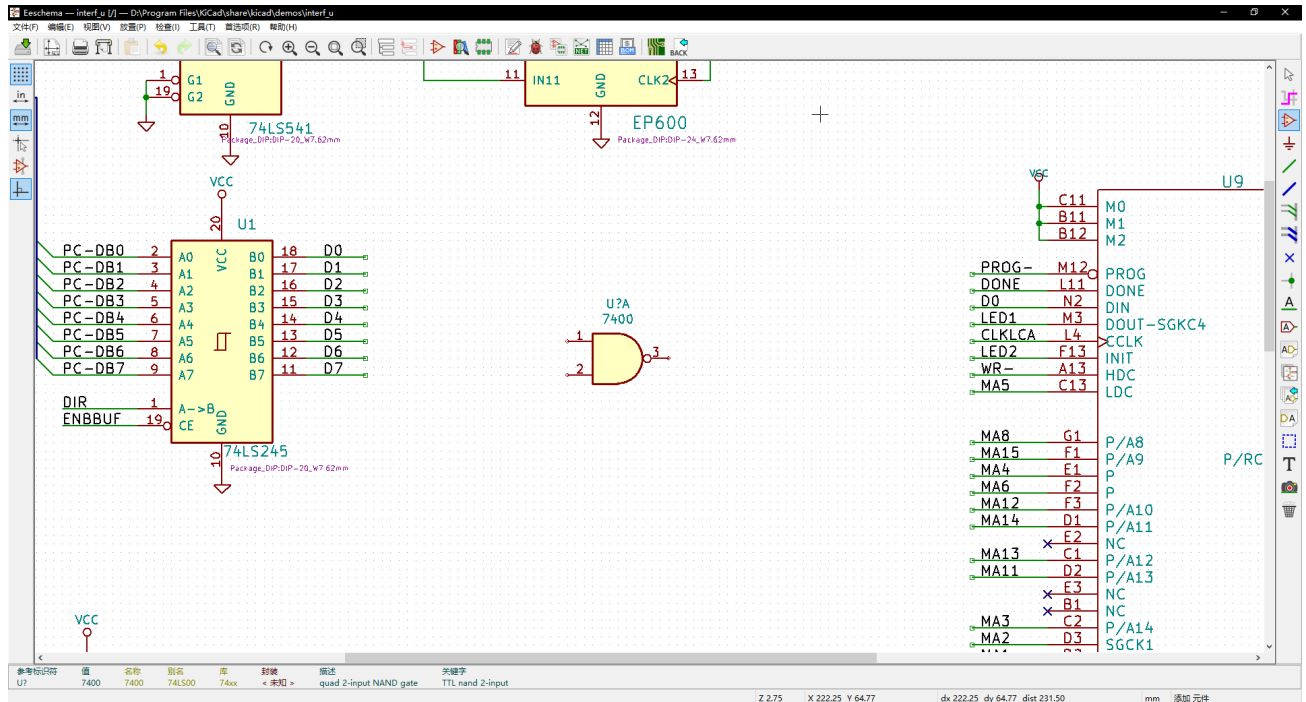 Eeschema — interf_u [/] — D:\Program Files\KiCad\share\kicad\demos\interf_u
文件(F) 编辑(E) 视图(V) 放置(P) 检查(I) 工具(T) 首选项(R) 帮助(H)
NET BOM BACK
in
mm
1 G1
19 G2
GND
10
74LS541
Package_DIP:DIP-20_W7.62mm
11 IN11
GND
CLK2 13
12
EP600
Package_DIP:DIP-24_W7.62mm
VCC
20
U1
VCC
PC-DB0 2 A0 B0 18 D0
PC-DB1 3 A1 B1 17 D1
PC-DB2 4 A2 B2 16 D2
PC-DB3 5 A3 B3 15 D3
PC-DB4 6 A4 B4 14 D4
PC-DB5 7 A5 B5 13 D5
PC-DB6 8 A6 B6 12 D6
PC-DB7 9 A7 B7 11 D7
DIR 1 A->B
ENBBUF 19 CE
GND
10
74LS245
Package_DIP:DIP-20_W7.62mm
VCC
U?A
7400
1
2
3
VCC
U9
C11 M0
B11 M1
B12 M2
PROG- M12 PROG
DONE L11 DONE
D0 N2 DIN
LED1 M3 DOUT-SGKC4
CLKLCA L4 CCLK
LED2 F13 INIT
WR- A13 HDC
MA5 C13 LDC
MA8 G1 P/A8
MA15 F1 P/A9 P/RC
MA4 E1 P
MA6 F2 P
MA12 F3 P/A10
MA14 D1 P/A11
E2 NC
MA13 C1 P/A12
MA11 D2 P/A13
E3 NC
B1 NC
MA3 C2 P/A14
MA2 D3 SGCK1
A
A
AD
DA
T
参考标识符 值 名称 别名 库 封装 描述 关键字
U? 7400 7400 74LS00 74xx < 未知 > quad 2-input NAND gate TTL nand 2-input
Z 2.75 X 222.25 Y 64.77 dx 222.25 dy 64.77 dist 231.50 mm 添加 元件